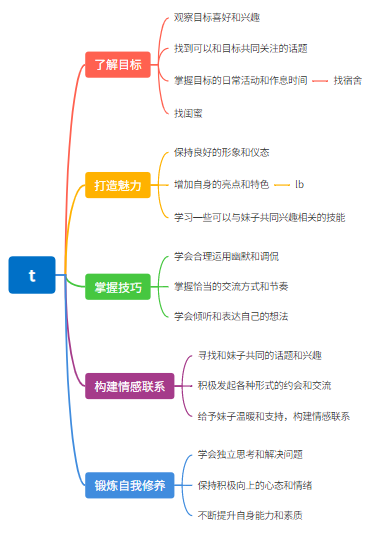 t
了解目标
观察目标喜好和兴趣
找到可以和目标共同关注的话题
掌握目标的日常活动和作息时间
找宿舍
找闺蜜
打造魅力
保持良好的形象和仪态
增加自身的亮点和特色
lb
学习一些可以与妹子共同兴趣相关的技能
掌握技巧
学会合理运用幽默和调侃
掌握恰当的交流方式和节奏
学会倾听和表达自己的想法
构建情感联系
寻找和妹子共同的话题和兴趣
积极发起各种形式的约会和交流
给予妹子温暖和支持，构建情感联系
锻炼自我修养
学会独立思考和解决问题
保持积极向上的心态和情绪
不断提升自身能力和素质